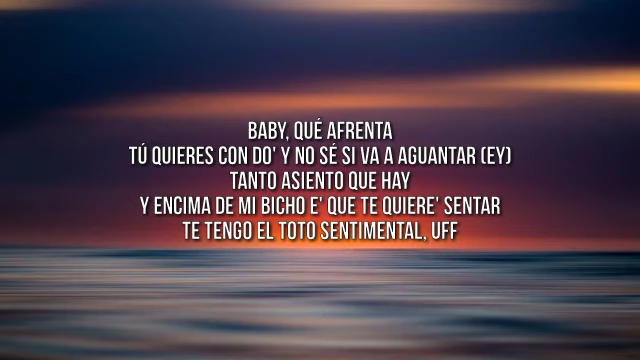 BABY, QUÉ AFRENTA
TÚ QUIERES CON DO' Y NO SÉ SI VA A AGUANTAR (EY)
TANTO ASIENTO QUE HAY
Y ENCIMA DE MI BICHO E' QUE TE QUIERE' SENTAR
TE TENGO EL TOTO SENTIMENTAL, UFF